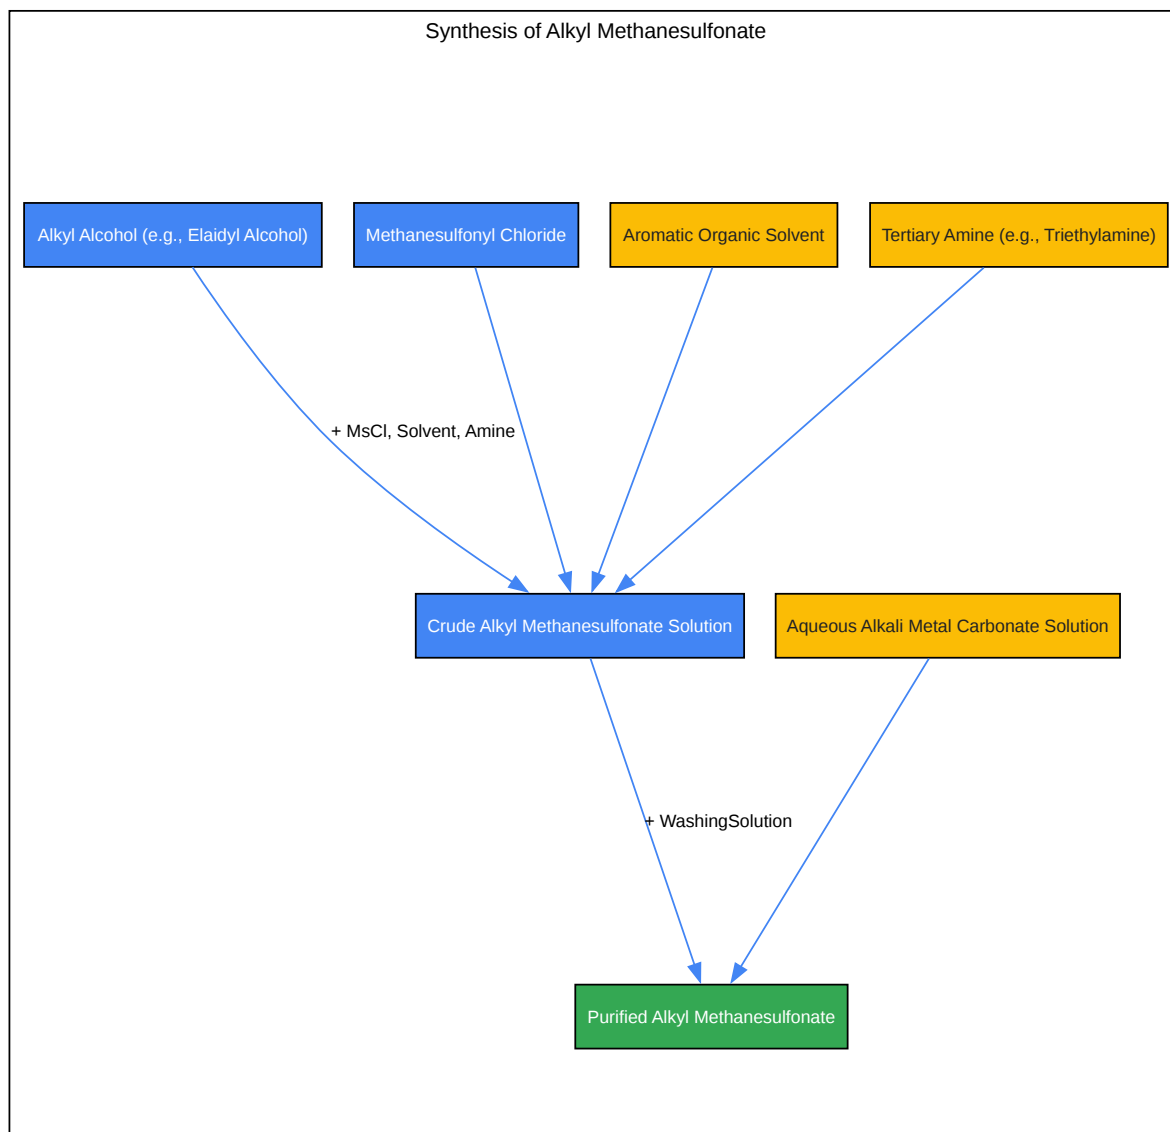 Synthesis of Alkyl Methanesulfonate
Alkyl Alcohol (e.g., Elaidyl Alcohol)
Methanesulfonyl Chloride
Aromatic Organic Solvent
Tertiary Amine (e.g., Triethylamine)
+ MsCl, Solvent, Amine
Crude Alkyl Methanesulfonate Solution
Aqueous Alkali Metal Carbonate Solution
+ WashingSolution
Purified Alkyl Methanesulfonate